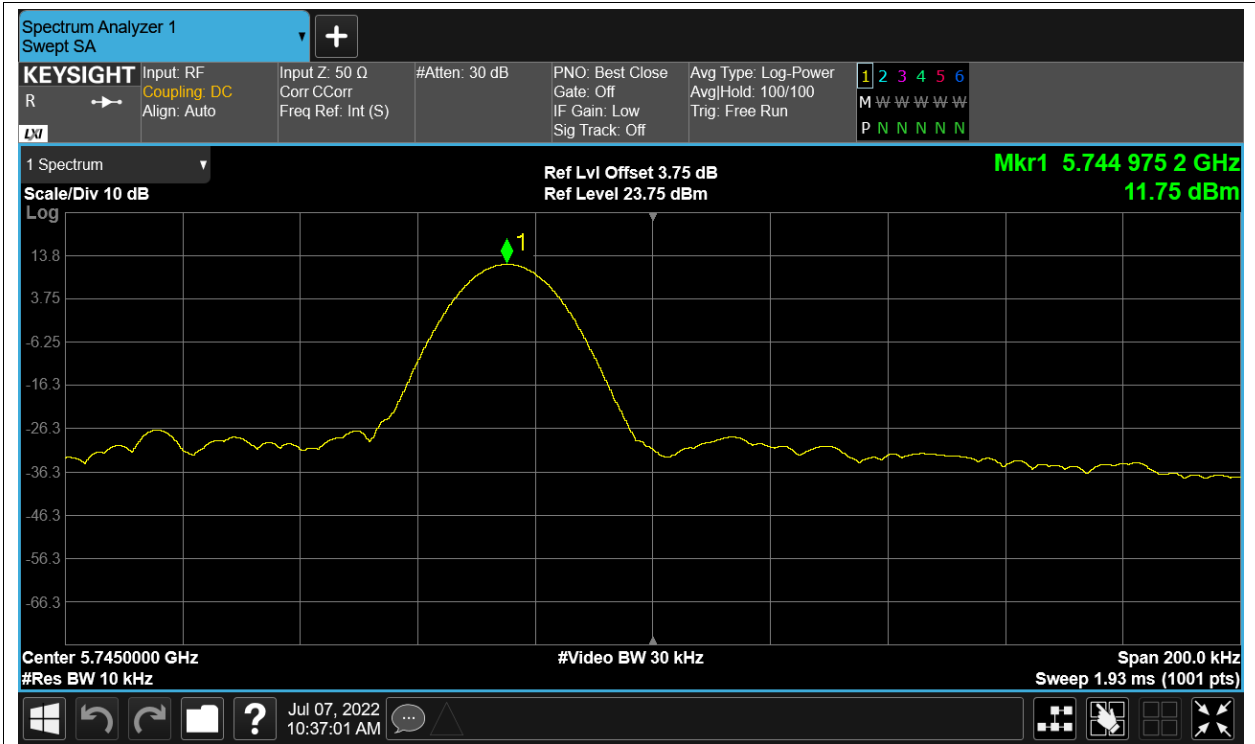 Spectrum Analyzer 1
Swept SA
KEYSIGHT
R
LXI
Input: RF
Coupling: DC
Align: Auto
Input Z: 50 Ω
Corr CCorr
Freq Ref: Int (S)
#Atten: 30 dB
PNO: Best Close
Gate: Off
IF Gain: Low
Sig Track: Off
Avg Type: Log-Power
Avg|Hold: 100/100
Trig: Free Run
1 2 3 4 5 6
M W W W W W
P N N N N N
1 Spectrum
Scale/Div 10 dB
Log
Ref Lvl Offset 3.75 dB
Ref Level 23.75 dBm
Mkr1 5.744 975 2 GHz
11.75 dBm
1
13.8
3.75
-6.25
-16.3
-26.3
-36.3
-46.3
-56.3
-66.3
Center 5.7450000 GHz
#Res BW 10 kHz
#Video BW 30 kHz
Span 200.0 kHz
Sweep 1.93 ms (1001 pts)
?
Jul 07, 2022
10:37:01 AM